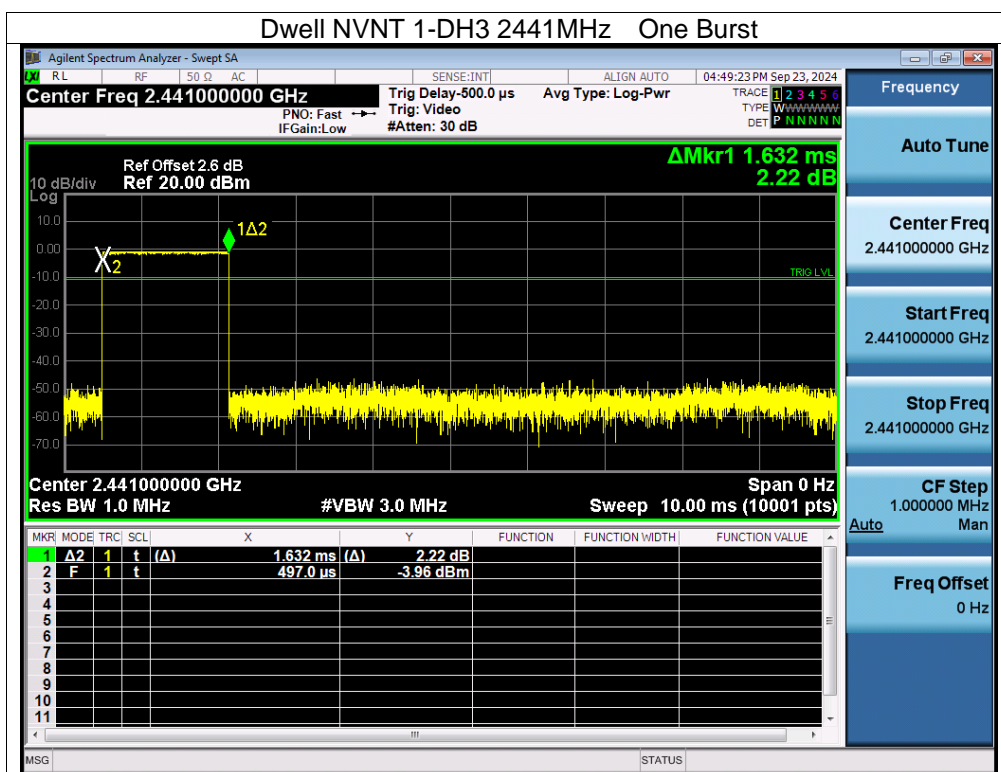 Dwell NVNT 1-DH3 2441MHz One Burst
Agilent Spectrum Analyzer - Swept SA
LXI RL RF 50 Ω AC SENSE:INT ALIGN AUTO 04:49:23 PM Sep 23, 2024
Center Freq 2.441000000 GHz Trig Delay-500.0 µs Avg Type: Log-Pwr TRACE 1 2 3 4 5 6
PNO: Fast Trig: Video TYPE WWWWWWW
IFGain:Low #Atten: 30 dB DET P N N N N N
ΔMkr1 1.632 ms
2.22 dB
Ref Offset 2.6 dB
10 dB/div Ref 20.00 dBm
Log
10.0
1Δ2
0.00
2
-10.0
TRIG LVL
-20.0
-30.0
-40.0
-50.0
-60.0
-70.0
Center 2.441000000 GHz Span 0 Hz
Res BW 1.0 MHz #VBW 3.0 MHz Sweep 10.00 ms (10001 pts)
MKR MODE TRC SCL X Y FUNCTION FUNCTION WIDTH FUNCTION VALUE
1 Δ2 1 t (Δ) 1.632 ms (Δ) 2.22 dB
2 F 1 t 497.0 µs -3.96 dBm
3
4
5
6
7
8
9
10
11
MSG STATUS
Frequency
Auto Tune
Center Freq
2.441000000 GHz
Start Freq
2.441000000 GHz
Stop Freq
2.441000000 GHz
CF Step
1.000000 MHz
Auto Man
Freq Offset
0 Hz